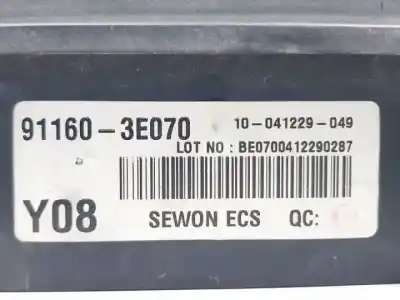 91160-3E070 10-041229-049
LOT NO : BE0700412290287
Y08 SEWON ECS QC: